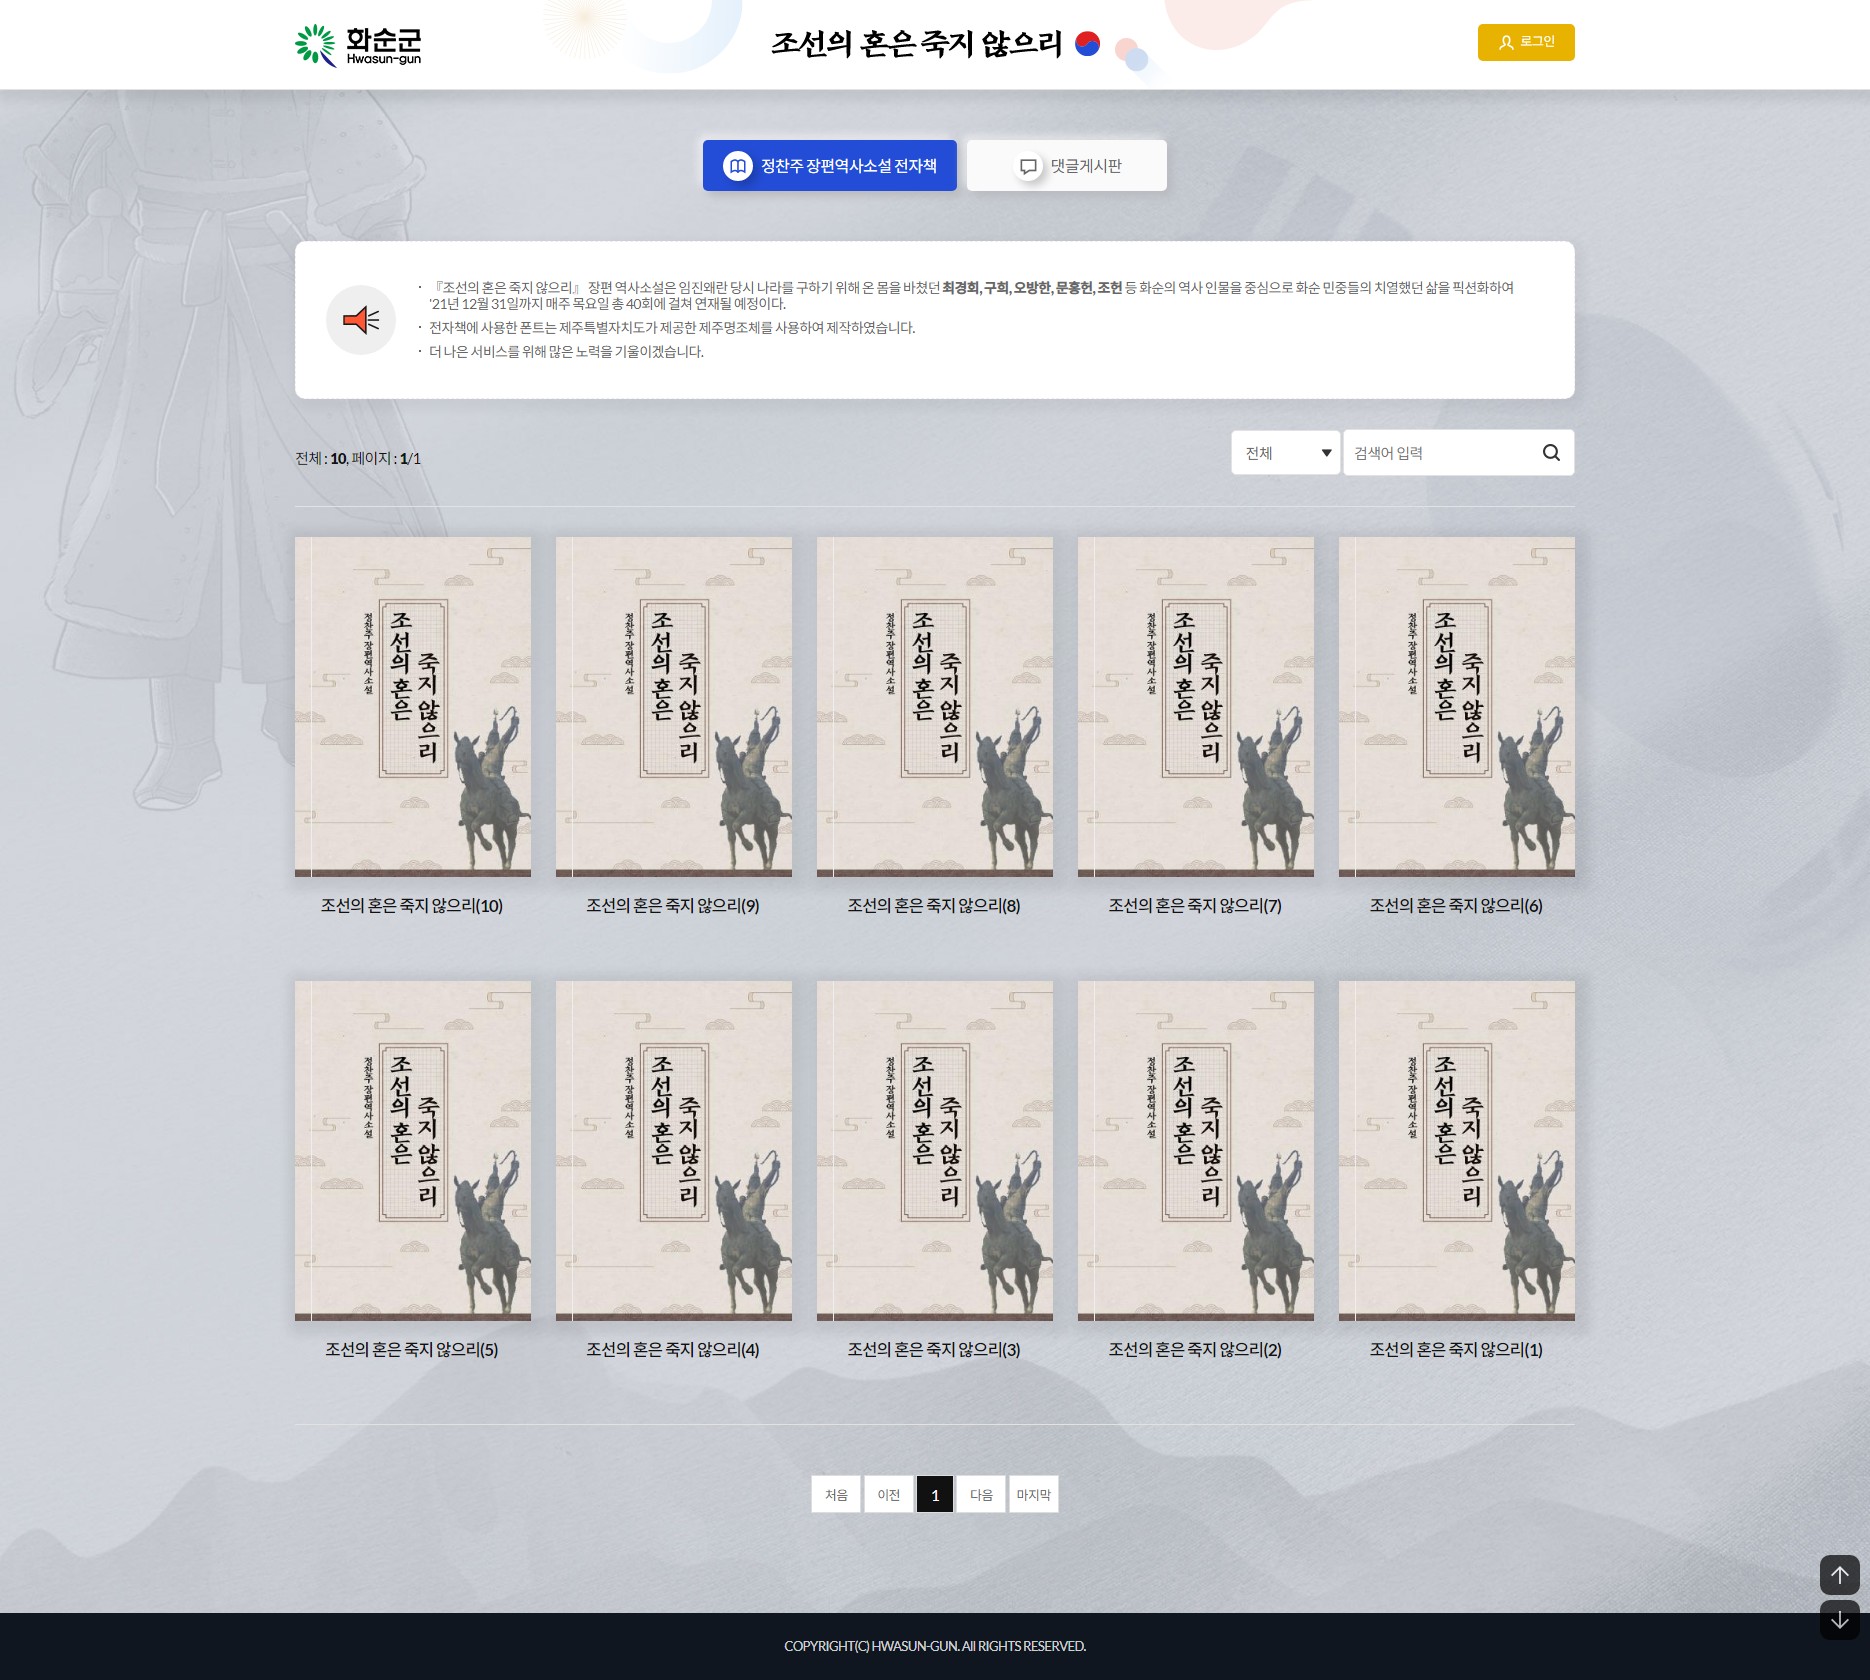 화순군
Hwasun-gun
조선의 혼은 죽지 않으리
로그인
정찬주 장편역사소설 전자책
댓글게시판
· 『조선의 혼은 죽지 않으리』 장편 역사소설은 임진왜란 당시 나라를 구하기 위해 온 몸을 바쳤던 최경회, 구희, 오방한, 문홍헌, 조헌 등 화순의 역사 인물을 중심으로 화순 민중들의 치열했던 삶을 픽션화하여
'21년 12월 31일까지 매주 목요일 총 40회에 걸쳐 연재될 예정이다.
· 전자책에 사용한 폰트는 제주특별자치도가 제공한 제주명조체를 사용하여 제작하였습니다.
· 더 나은 서비스를 위해 많은 노력을 기울이겠습니다.
전체 : 10, 페이지 : 1/1
전체
검색어 입력
정찬주 장편역사소설
조선의 혼은
죽지 않으리
정찬주 장편역사소설
조선의 혼은
죽지 않으리
정찬주 장편역사소설
조선의 혼은
죽지 않으리
정찬주 장편역사소설
조선의 혼은
죽지 않으리
정찬주 장편역사소설
조선의 혼은
죽지 않으리
조선의 혼은 죽지 않으리(10)
조선의 혼은 죽지 않으리(9)
조선의 혼은 죽지 않으리(8)
조선의 혼은 죽지 않으리(7)
조선의 혼은 죽지 않으리(6)
정찬주 장편역사소설
조선의 혼은
죽지 않으리
정찬주 장편역사소설
조선의 혼은
죽지 않으리
정찬주 장편역사소설
조선의 혼은
죽지 않으리
정찬주 장편역사소설
조선의 혼은
죽지 않으리
정찬주 장편역사소설
조선의 혼은
죽지 않으리
조선의 혼은 죽지 않으리(5)
조선의 혼은 죽지 않으리(4)
조선의 혼은 죽지 않으리(3)
조선의 혼은 죽지 않으리(2)
조선의 혼은 죽지 않으리(1)
처음
이전
1
다음
마지막
COPYRIGHT(C) HWASUN-GUN. All RIGHTS RESERVED.